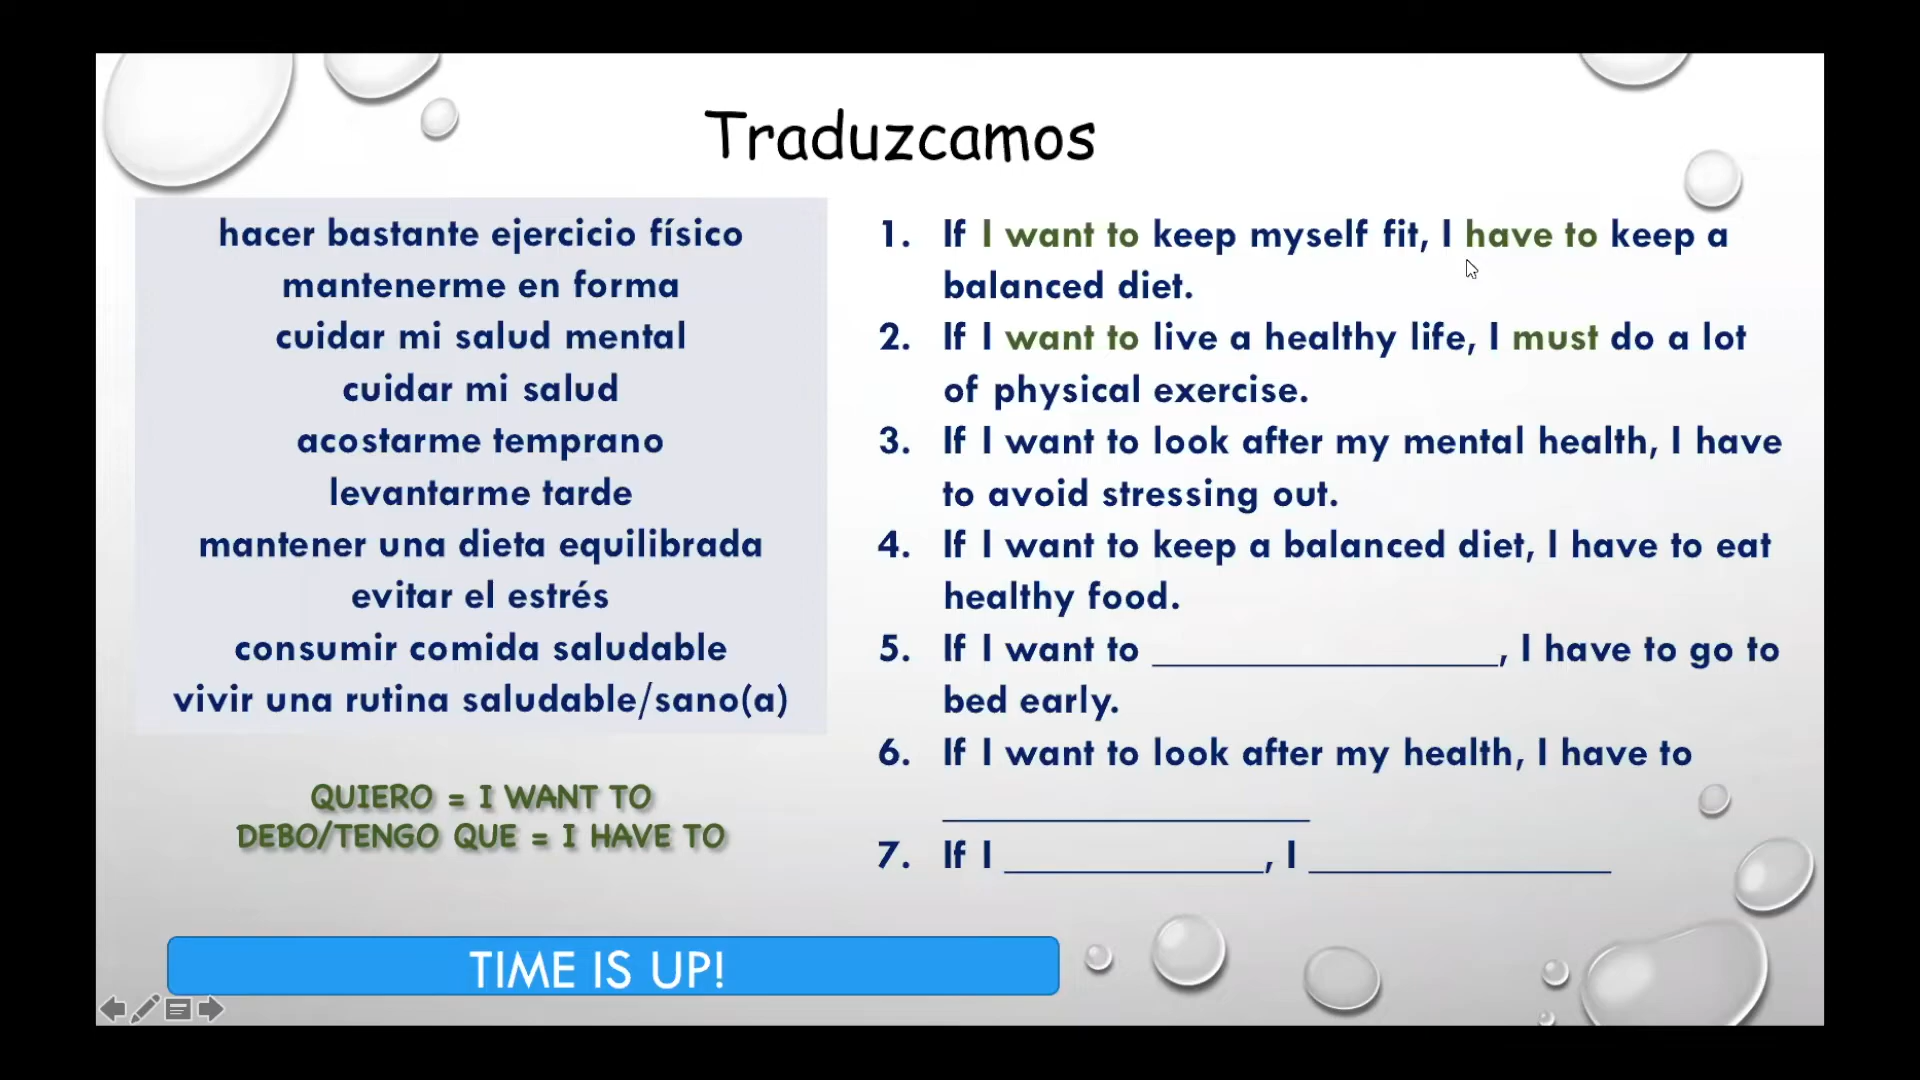 Traduzcamos
hacer bastante ejercicio físico
mantenerme en forma
cuidar mi salud mental
cuidar mi salud
acostarme temprano
levantarme tarde
mantener una dieta equilibrada
evitar el estrés
consumir comida saludable
vivir una rutina saludable/sano(a)
QUIERO = I WANT TO
DEBO/TENGO QUE = I HAVE TO
1. If I want to keep myself fit, I have to keep a
balanced diet.
2. If I want to live a healthy life, I must do a lot
of physical exercise.
3. If I want to look after my mental health, I have
to avoid stressing out.
4. If I want to keep a balanced diet, I have to eat
healthy food.
5. If I want to _________________, I have to go to
bed early.
6. If I want to look after my health, I have to
__________________
7. If I _____________, I _______________
TIME IS UP!